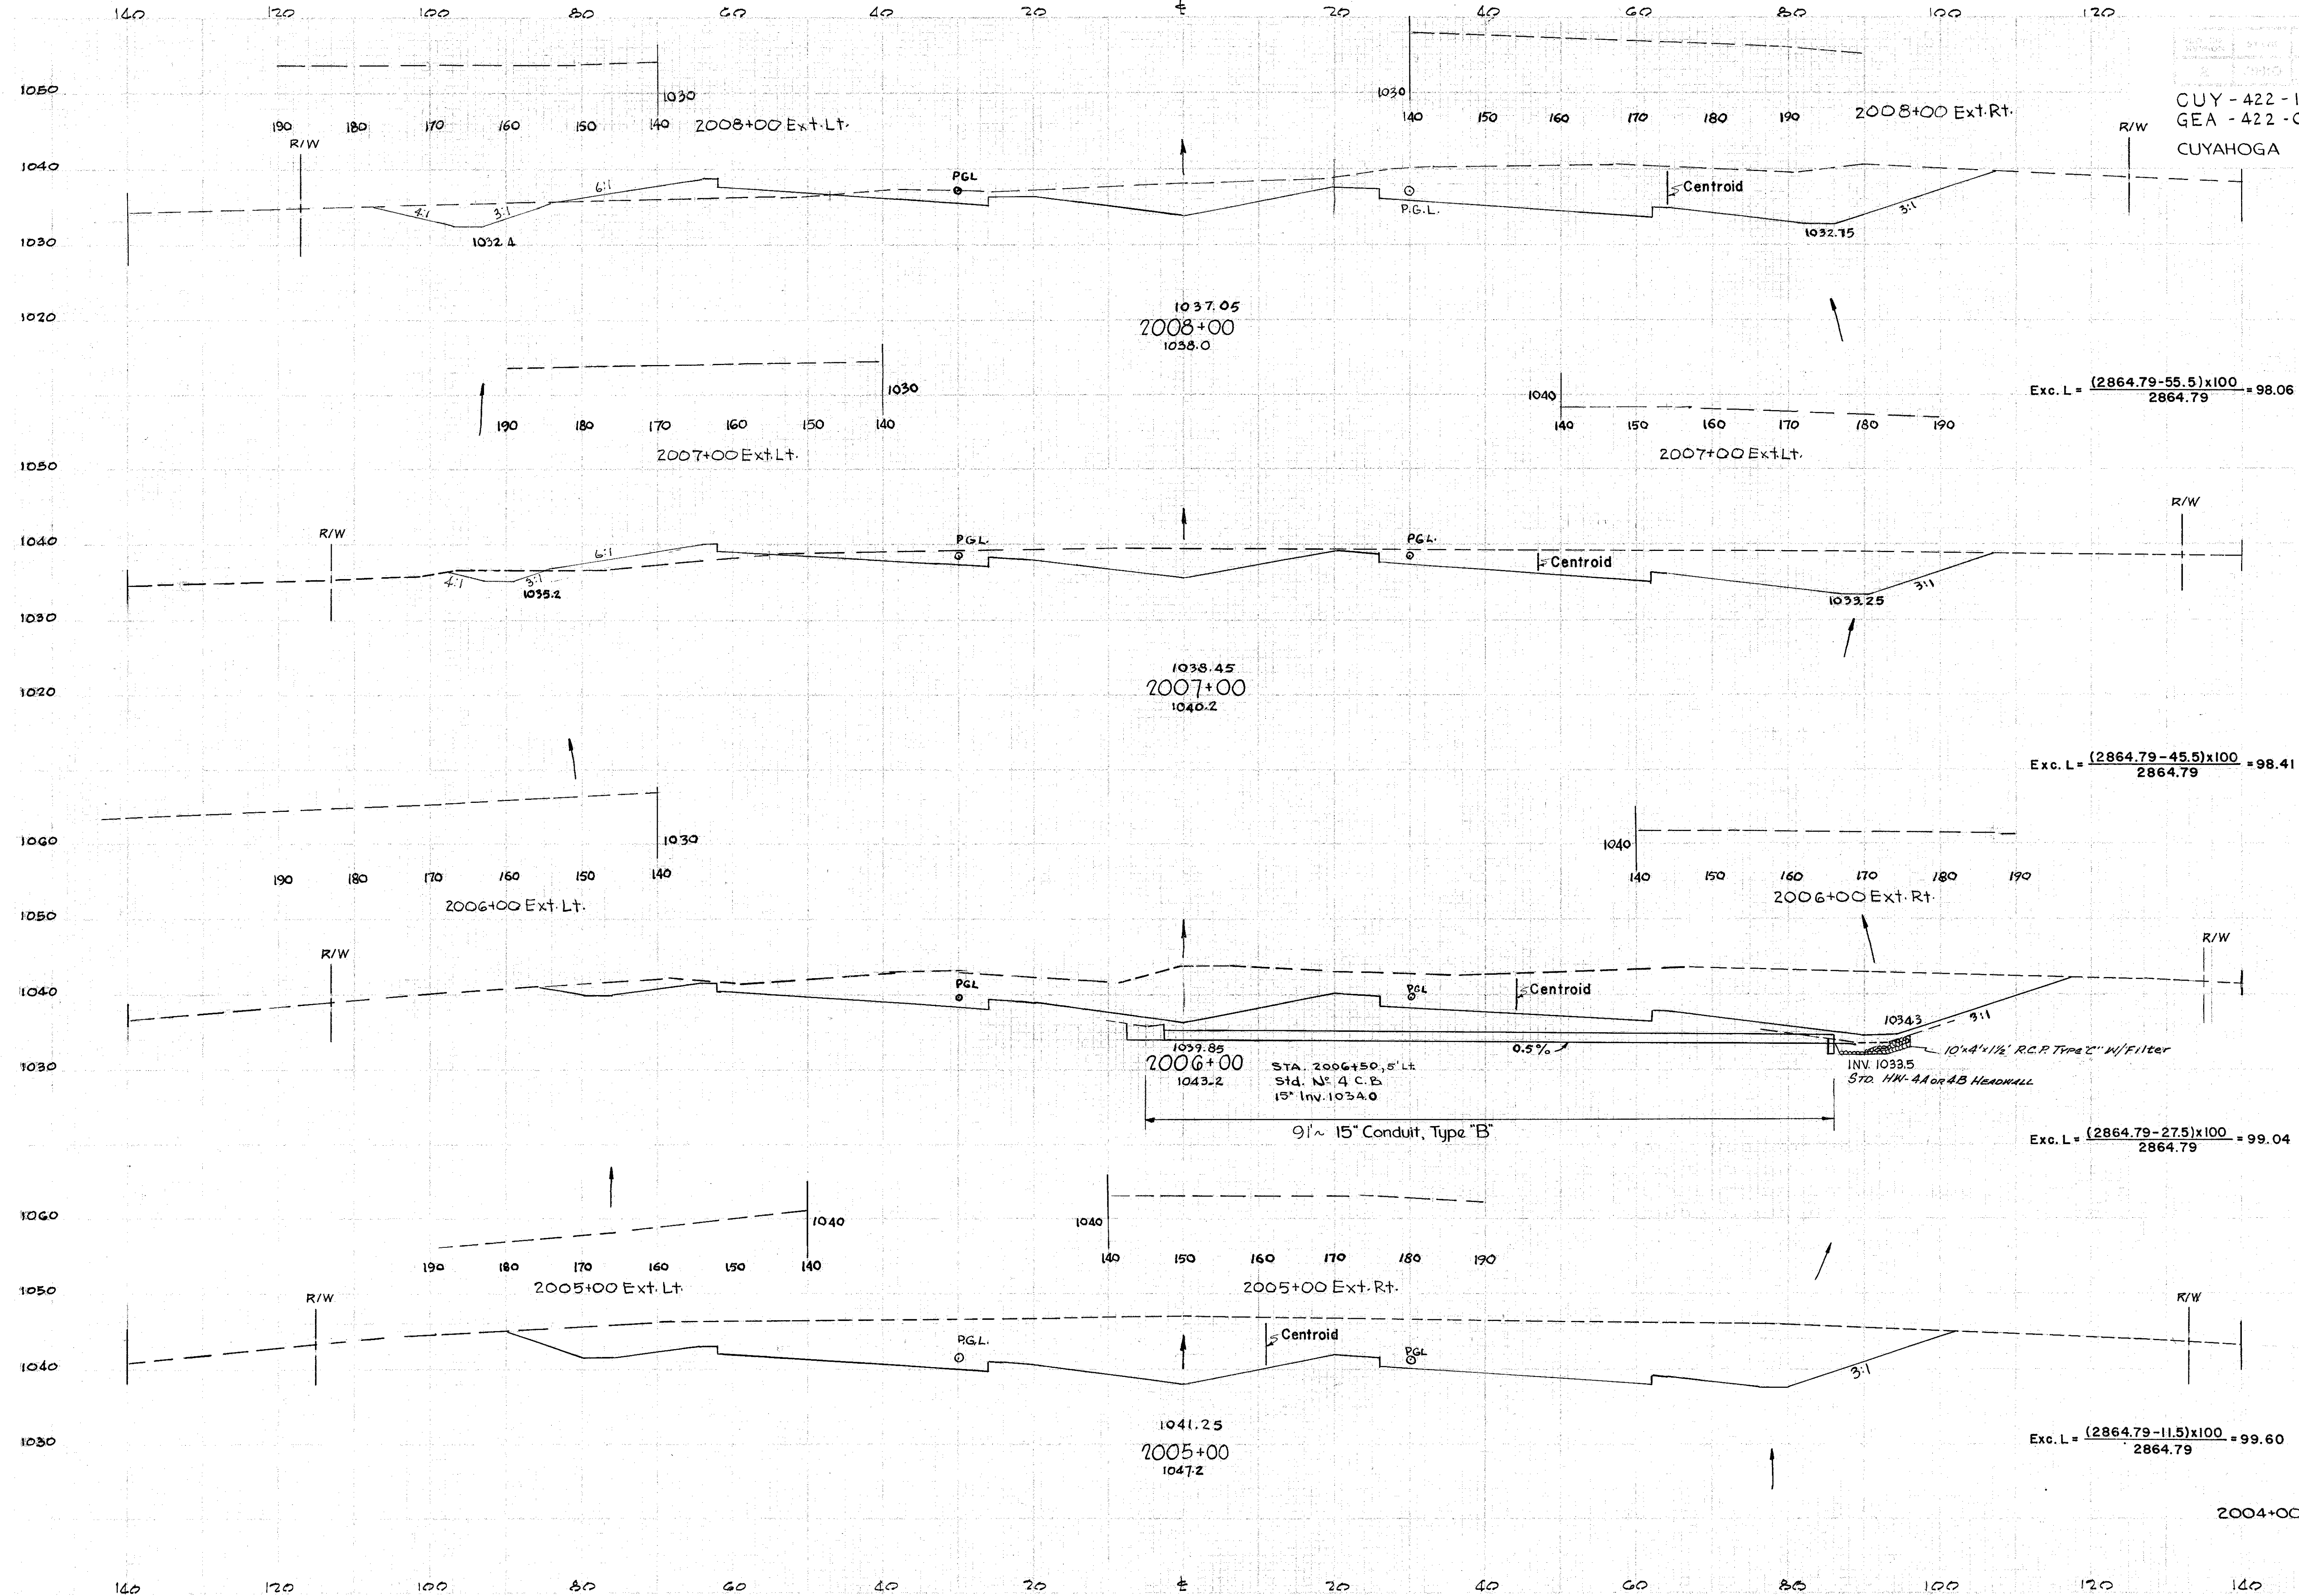 140 120 100 80 60 40 20 ℄ 20 40 60 80 100 120
1050
1030
1030
190 180 170 160 150 140 2008+00 Ext. Lt.
140 150 160 170 180 190 2008+00 Ext. Rt.
CUY - 422 - 1
GEA - 422 - 0
CUYAHOGA
R/W
R/W
1040
6:1
PGL
Centroid
4:1
3:1
P.G.L.
3:1
1030
1032.4
1032.75
1020
1037.05
2008+00
1038.0
1030
1040
Exc. L = (2864.79-55.5)x100 = 98.06
2864.79
190 180 170 160 150 140
140 150 160 170 180 190
2007+00 Ext. Lt.
2007+00 Ext. Lt.
1050
R/W
R/W
1040
6:1
P.G.L.
P.G.L.
Centroid
4:1
3:1
1035.2
3:1
1033.25
1030
1038.45
2007+00
1040.2
1020
Exc. L = (2864.79-45.5)x100 = 98.41
2864.79
1060
1030
1040
190 180 170 160 150 140
140 150 160 170 180 190
2006+00 Ext. Lt.
2006+00 Ext. Rt.
1050
R/W
R/W
1040
PGL
PGL
Centroid
1034.3
3:1
1039.85
0.5%
10'x4'x1½' R.C.P. Type "C" W/Filter
1030
2006+00
1043.2
STA. 2006+50, 5' Lt.
Std. Nº 4 C.B.
15" Inv. 1034.0
INV. 1033.5
STD. HW-4A OR 4B HEADWALL
91'~ 15" Conduit, Type "B"
Exc. L = (2864.79-27.5)x100 = 99.04
2864.79
1060
1040
1040
190 180 170 160 150 140
140 150 160 170 180 190
2005+00 Ext. Lt.
2005+00 Ext. Rt.
1050
R/W
R/W
1040
P.G.L.
Centroid
PGL
3:1
1041.25
2005+00
1047.2
1030
Exc. L = (2864.79-11.5)x100 = 99.60
2864.79
2004+00
140 120 100 80 60 40 20 ℄ 20 40 60 80 100 120 140